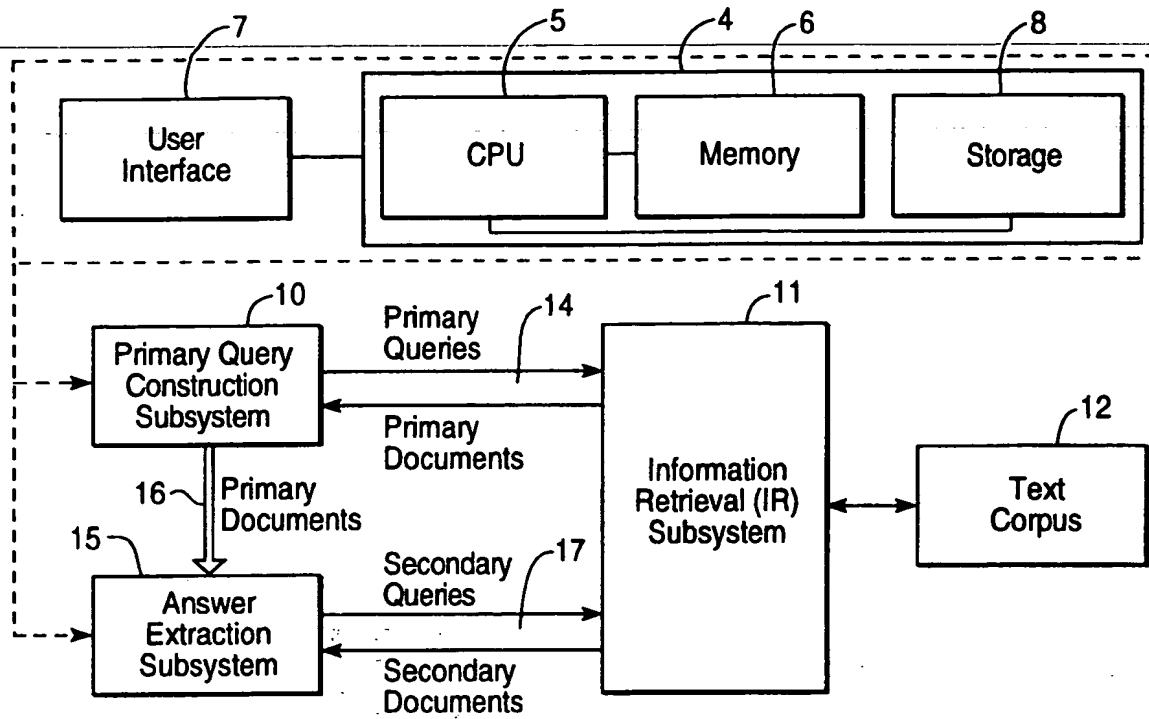 7
5
4
6
8
User
Interface
CPU
Memory
Storage
10
14
11
Primary
Queries
Primary Query
Construction
Subsystem
Primary
Documents
12
Information
Retrieval (IR)
Subsystem
Text
Corpus
16
Primary
Documents
15
17
Secondary
Queries
Answer
Extraction
Subsystem
Secondary
Documents